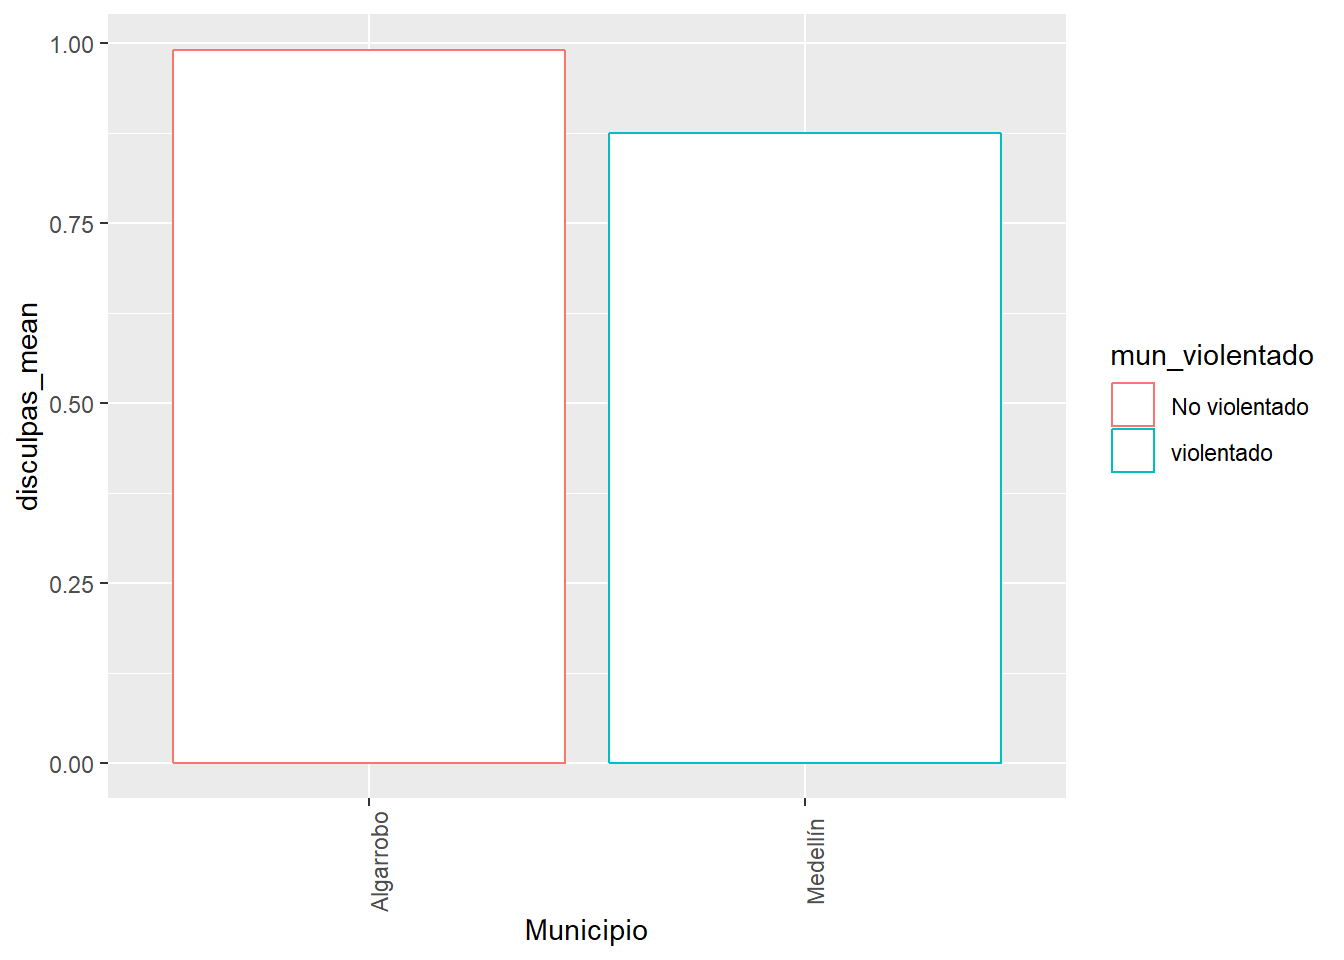 disculpas_mean
1.00
0.75
0.50
0.25
0.00
Algarrobo
Medellín
Municipio
mun_violentado
No violentado
violentado